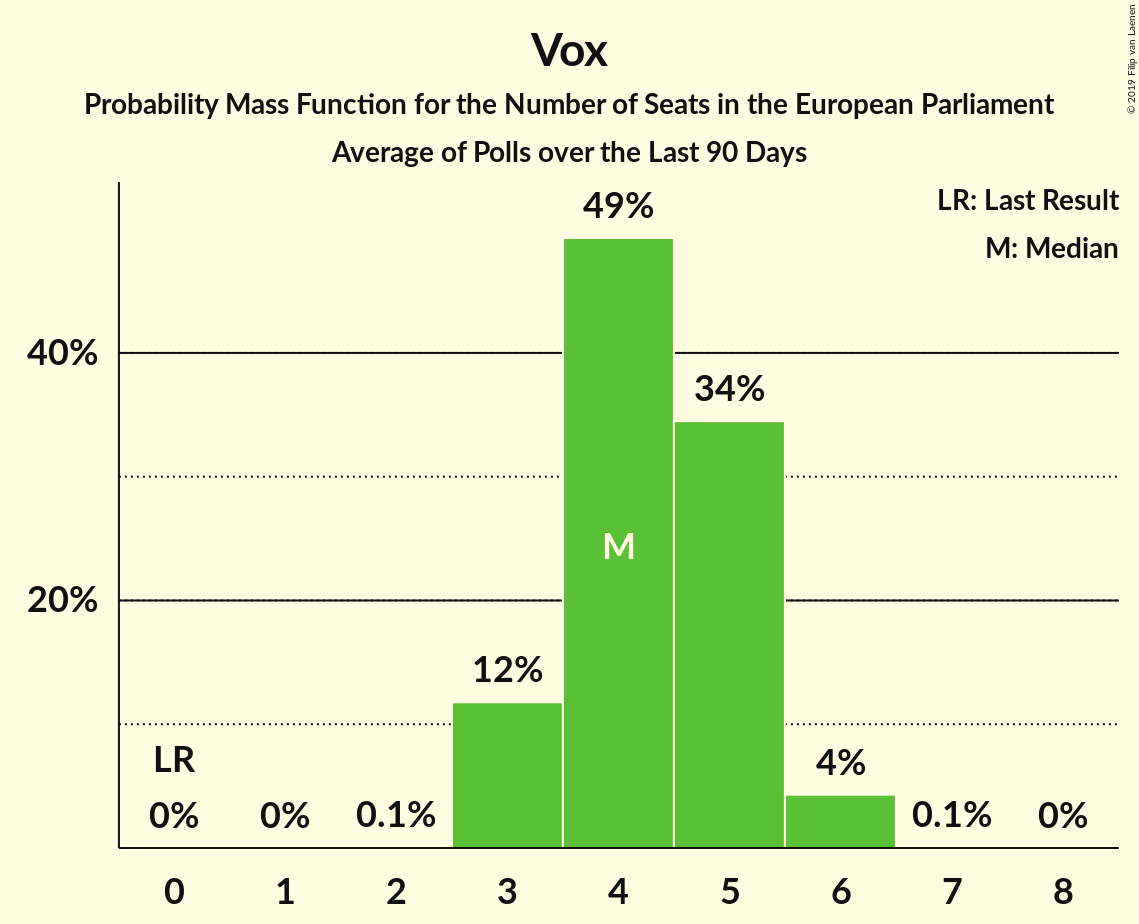 Vox
Probability Mass Function for the Number of Seats in the European Parliament
Average of Polls over the Last 90 Days
© 2019 Filip van Laenen
LR: Last Result
M: Median
49%
40%
34%
M
20%
12%
LR
4%
0%
0%
0.1%
0.1%
0%
0 1 2 3 4 5 6 7 8